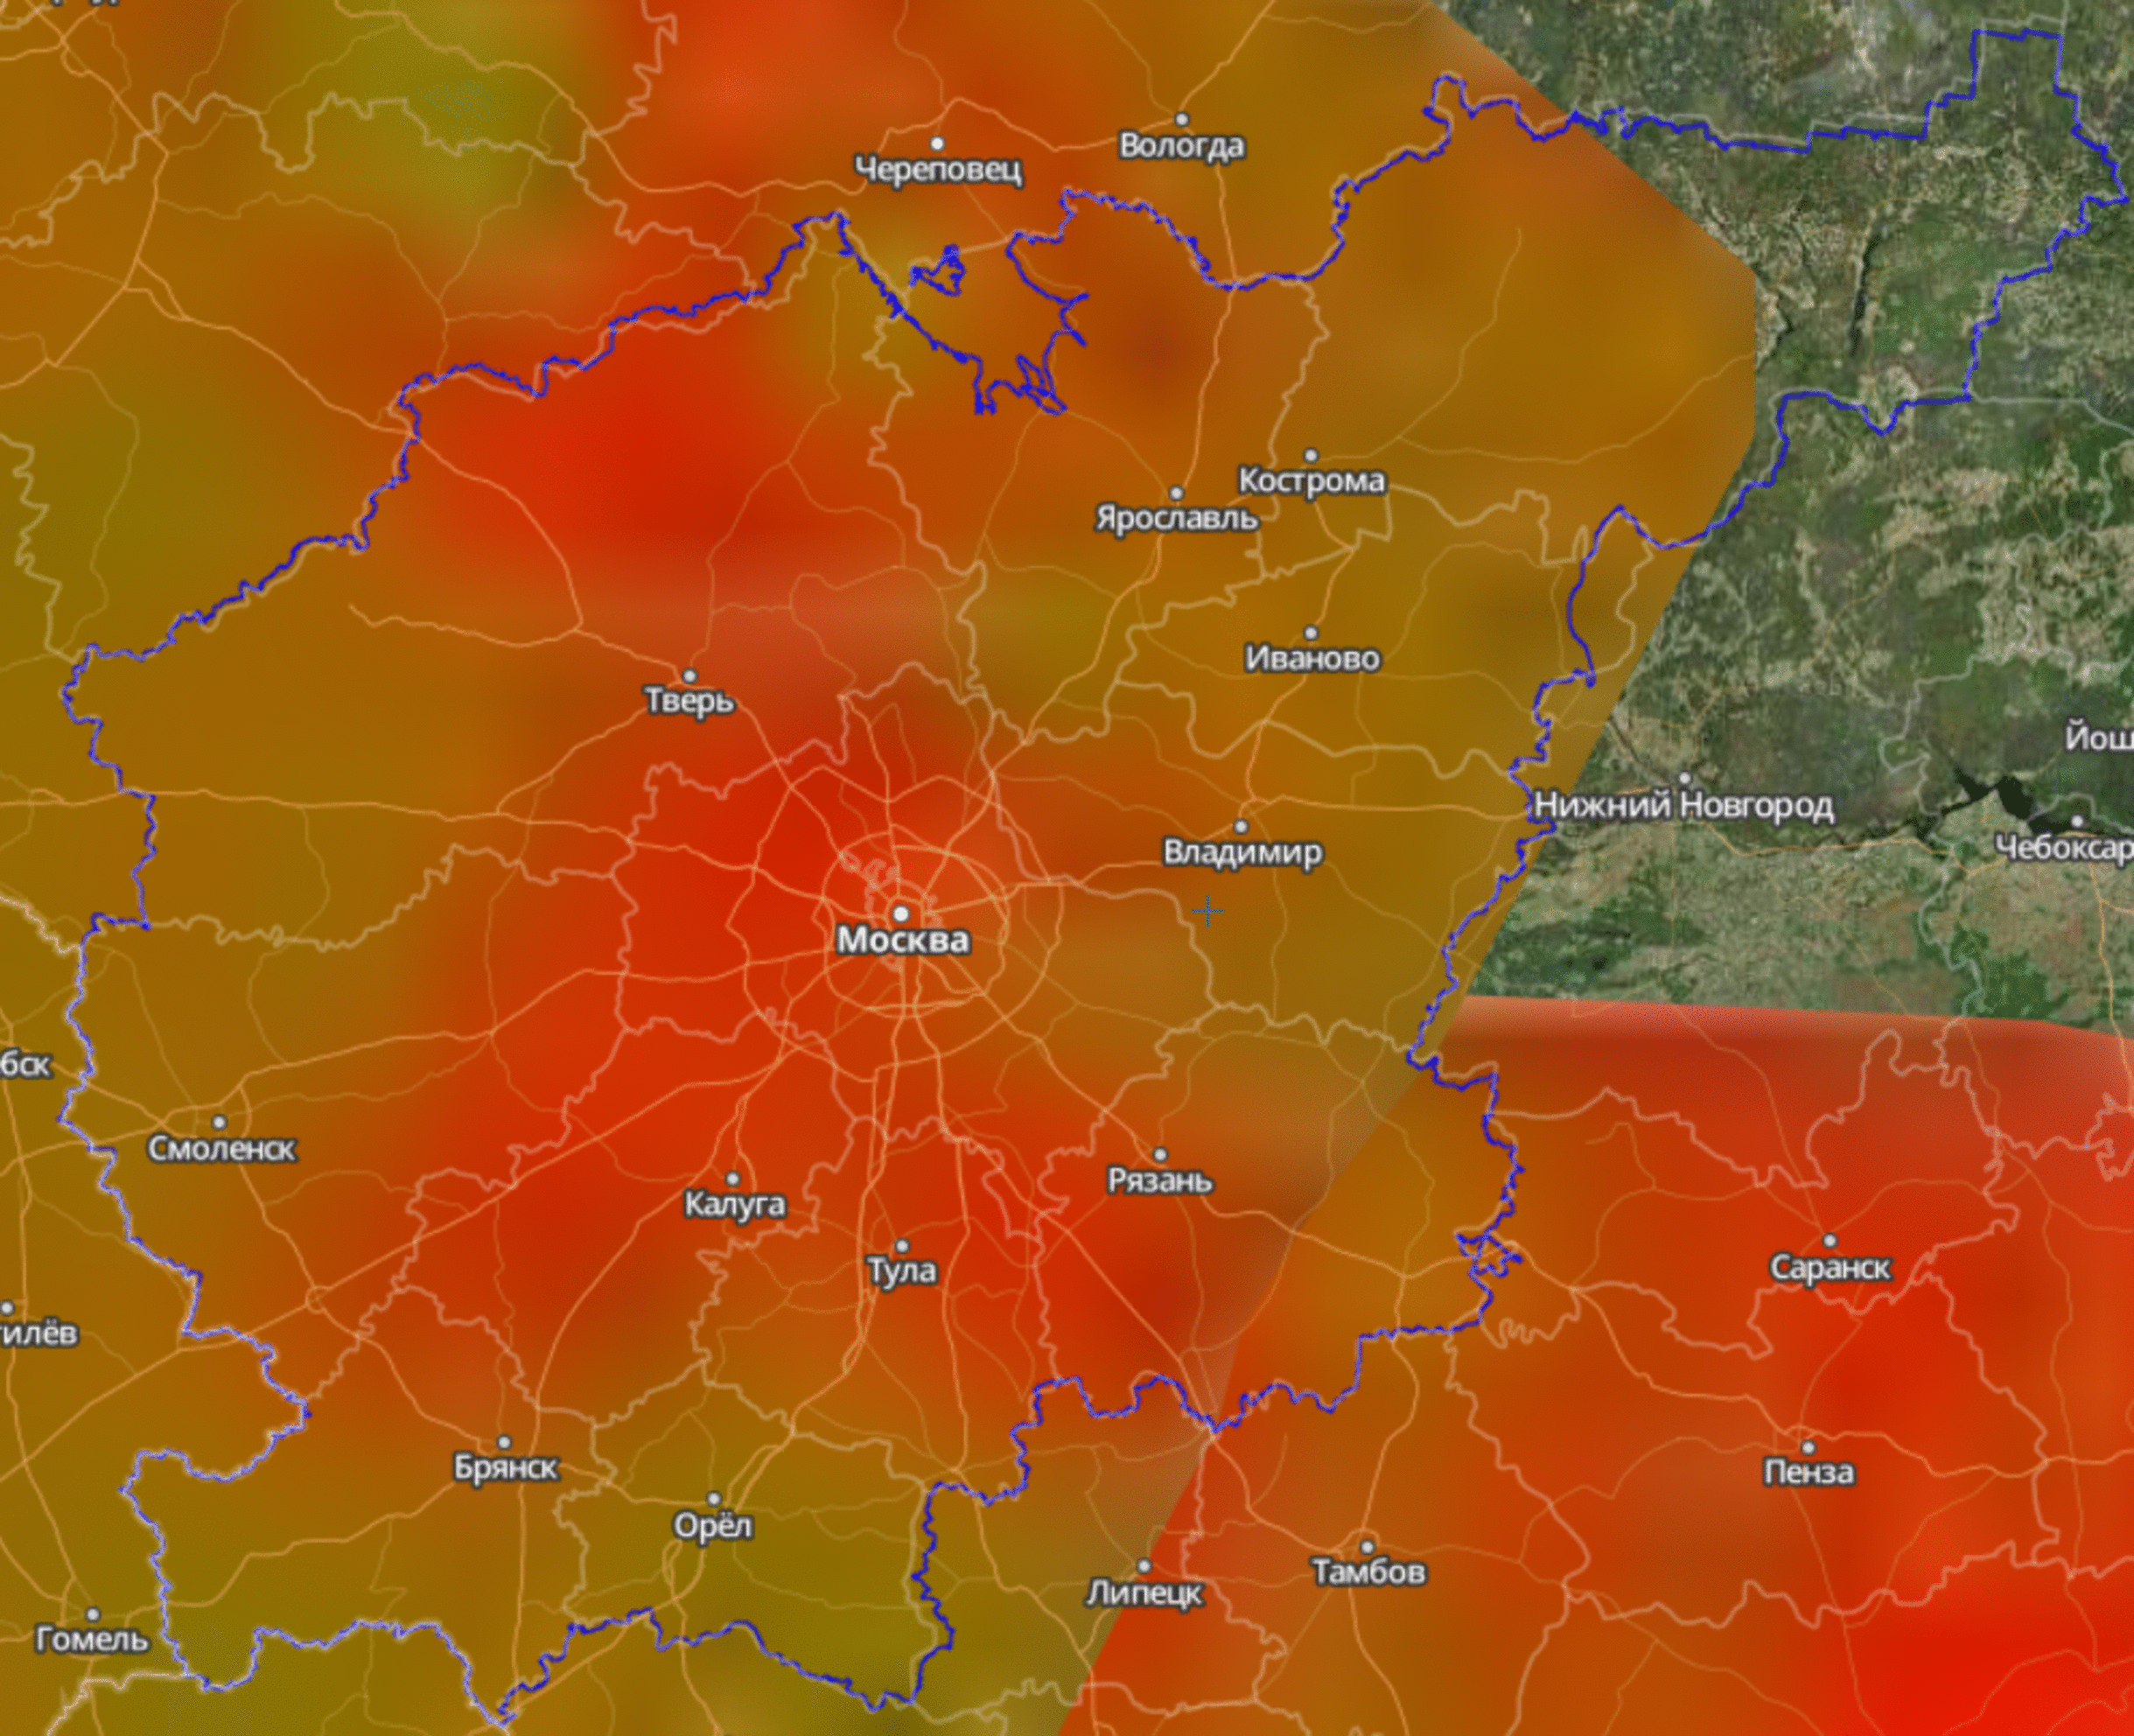 Вологда
Череповец
Кострома
Ярославль
Иваново
Тверь
Йош
Нижний Новгород
Чебоксар
Владимир
Москва
бск
Смоленск
Рязань
Калуга
Тула
Саранск
гилёв
Брянск
Пенза
Орёл
Тамбов
Липецк
Гомель